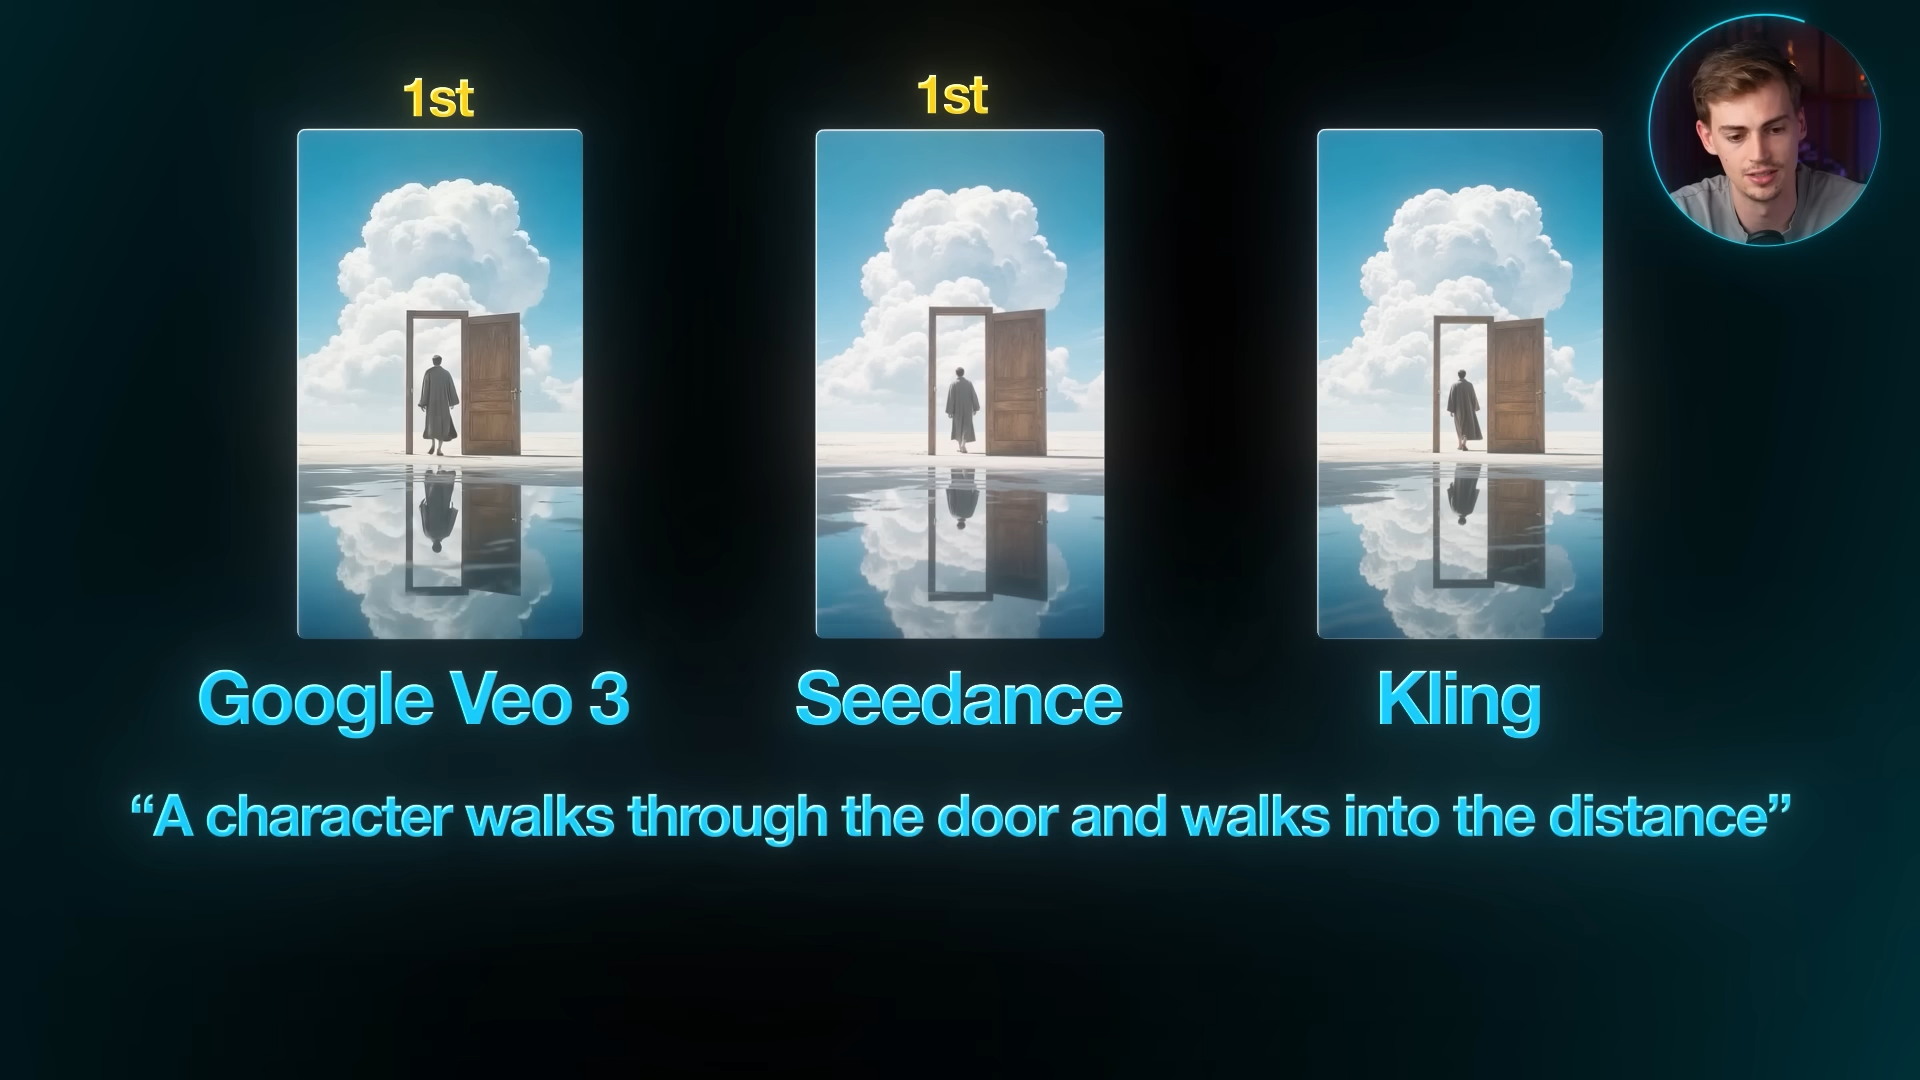 1st
1st
Google Veo 3
Seedance
Kling
“A character walks through the door and walks into the distance”